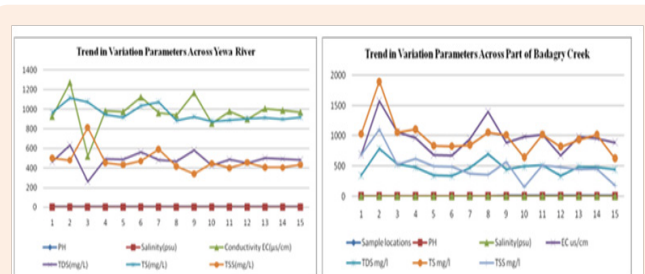 Trend in Variation Parameters Across Yewa River
1400
1200
1000
800
600
400
200
0
1 2 3 4 5 6 7 8 9 10 11 12 13 14 15
PH Salinity(psu) Conductivity EC(µs/cm)
TDS(mg/L) TS(mg/L) TSS(mg/L)
Trend in Variation Parameters Across Part of Badagry Creek
2000
1500
1000
500
0
1 2 3 4 5 6 7 8 9 10 11 12 13 14 15
Sample locations PH Salinity(psu) EC us/cm
TDS mg/l TS mg/l TSS mg/l